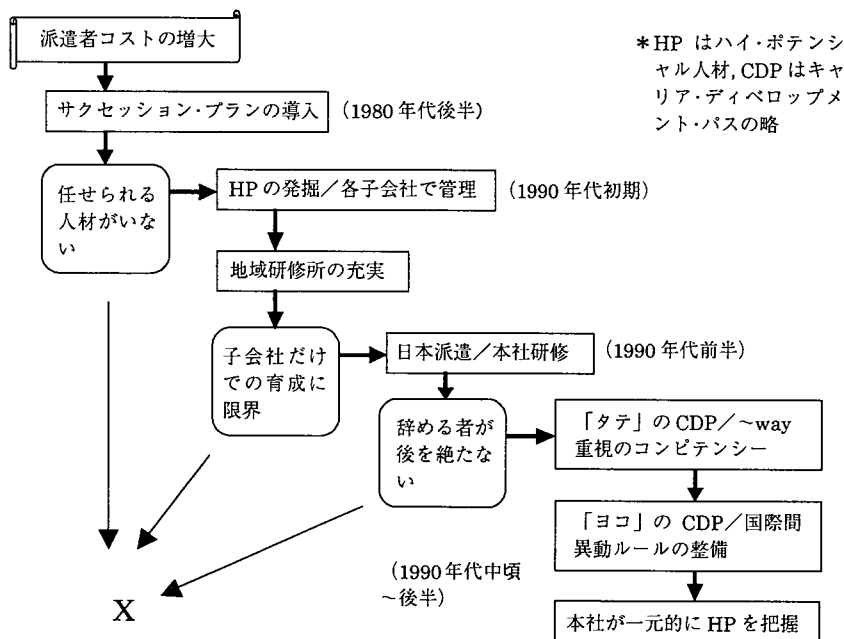 派遣者コストの増大
*HP はハイ・ポテンシ
ャル人材, CDP はキャ
リア・ディベロップメ
ント・パスの略
サクセッション・プランの導入 (1980 年代後半)
任せられる
人材がいな
い
HP の発掘/各子会社で管理 (1990 年代初期)
地域研修所の充実
子会社だけ
での育成に
限界
日本派遣/本社研修 (1990 年代前半)
辞める者が
後を絶たな
い
「タテ」の CDP/~way
重視のコンピテンシー
「ヨコ」の CDP/国際間
異動ルールの整備
(1990 年代中頃
~後半)
本社が一元的に HP を把握
X